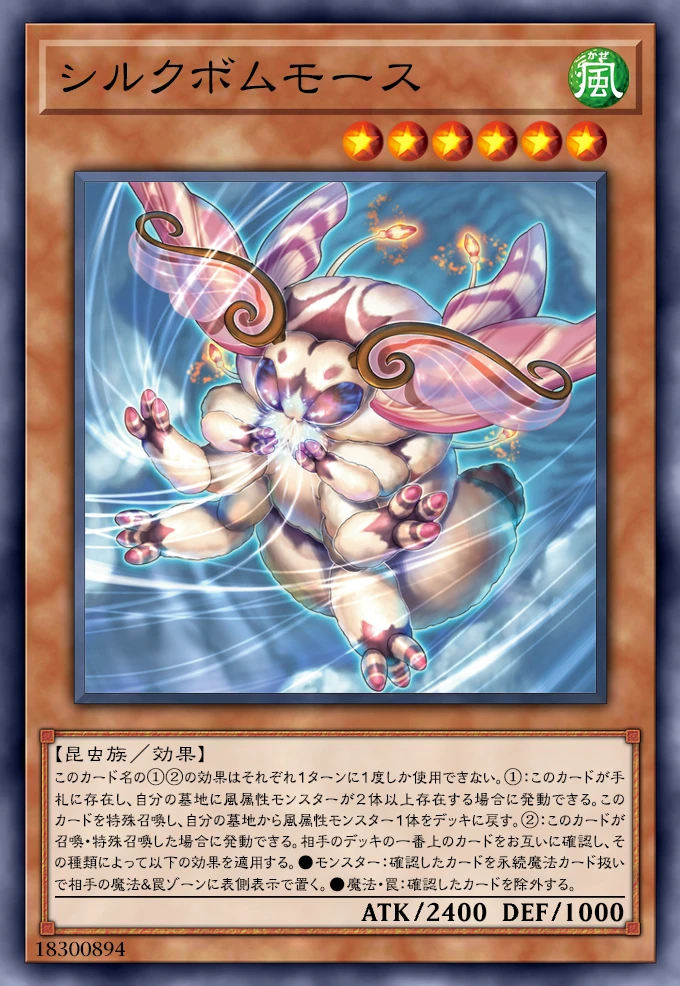 シルクボムモース
かぜ
風
【昆虫族／効果】
このカード名の①②の効果はそれぞれ1ターンに1度しか使用できない。①：このカードが手
札に存在し、自分の墓地に風属性モンスターが2体以上存在する場合に発動できる。この
カードを特殊召喚し、自分の墓地から風属性モンスター1体をデッキに戻す。②：このカードが
召喚・特殊召喚した場合に発動できる。相手のデッキの一番上のカードをお互いに確認し、そ
の種類によって以下の効果を適用する。●モンスター：確認したカードを永続魔法カード扱い
で相手の魔法&罠ゾーンに表側表示で置く。●魔法・罠：確認したカードを除外する。
ATK/2400 DEF/1000
18300894